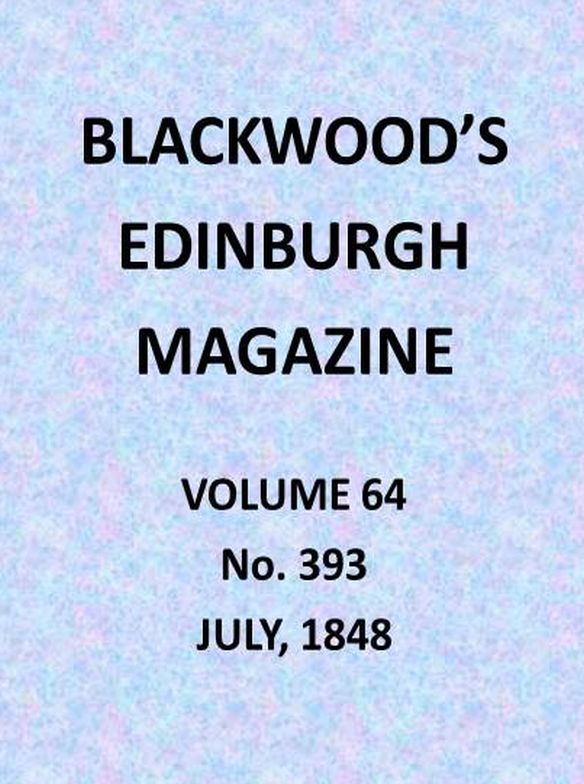 BLACKWOOD’S
EDINBURGH
MAGAZINE
VOLUME 64
No. 393
JULY, 1848